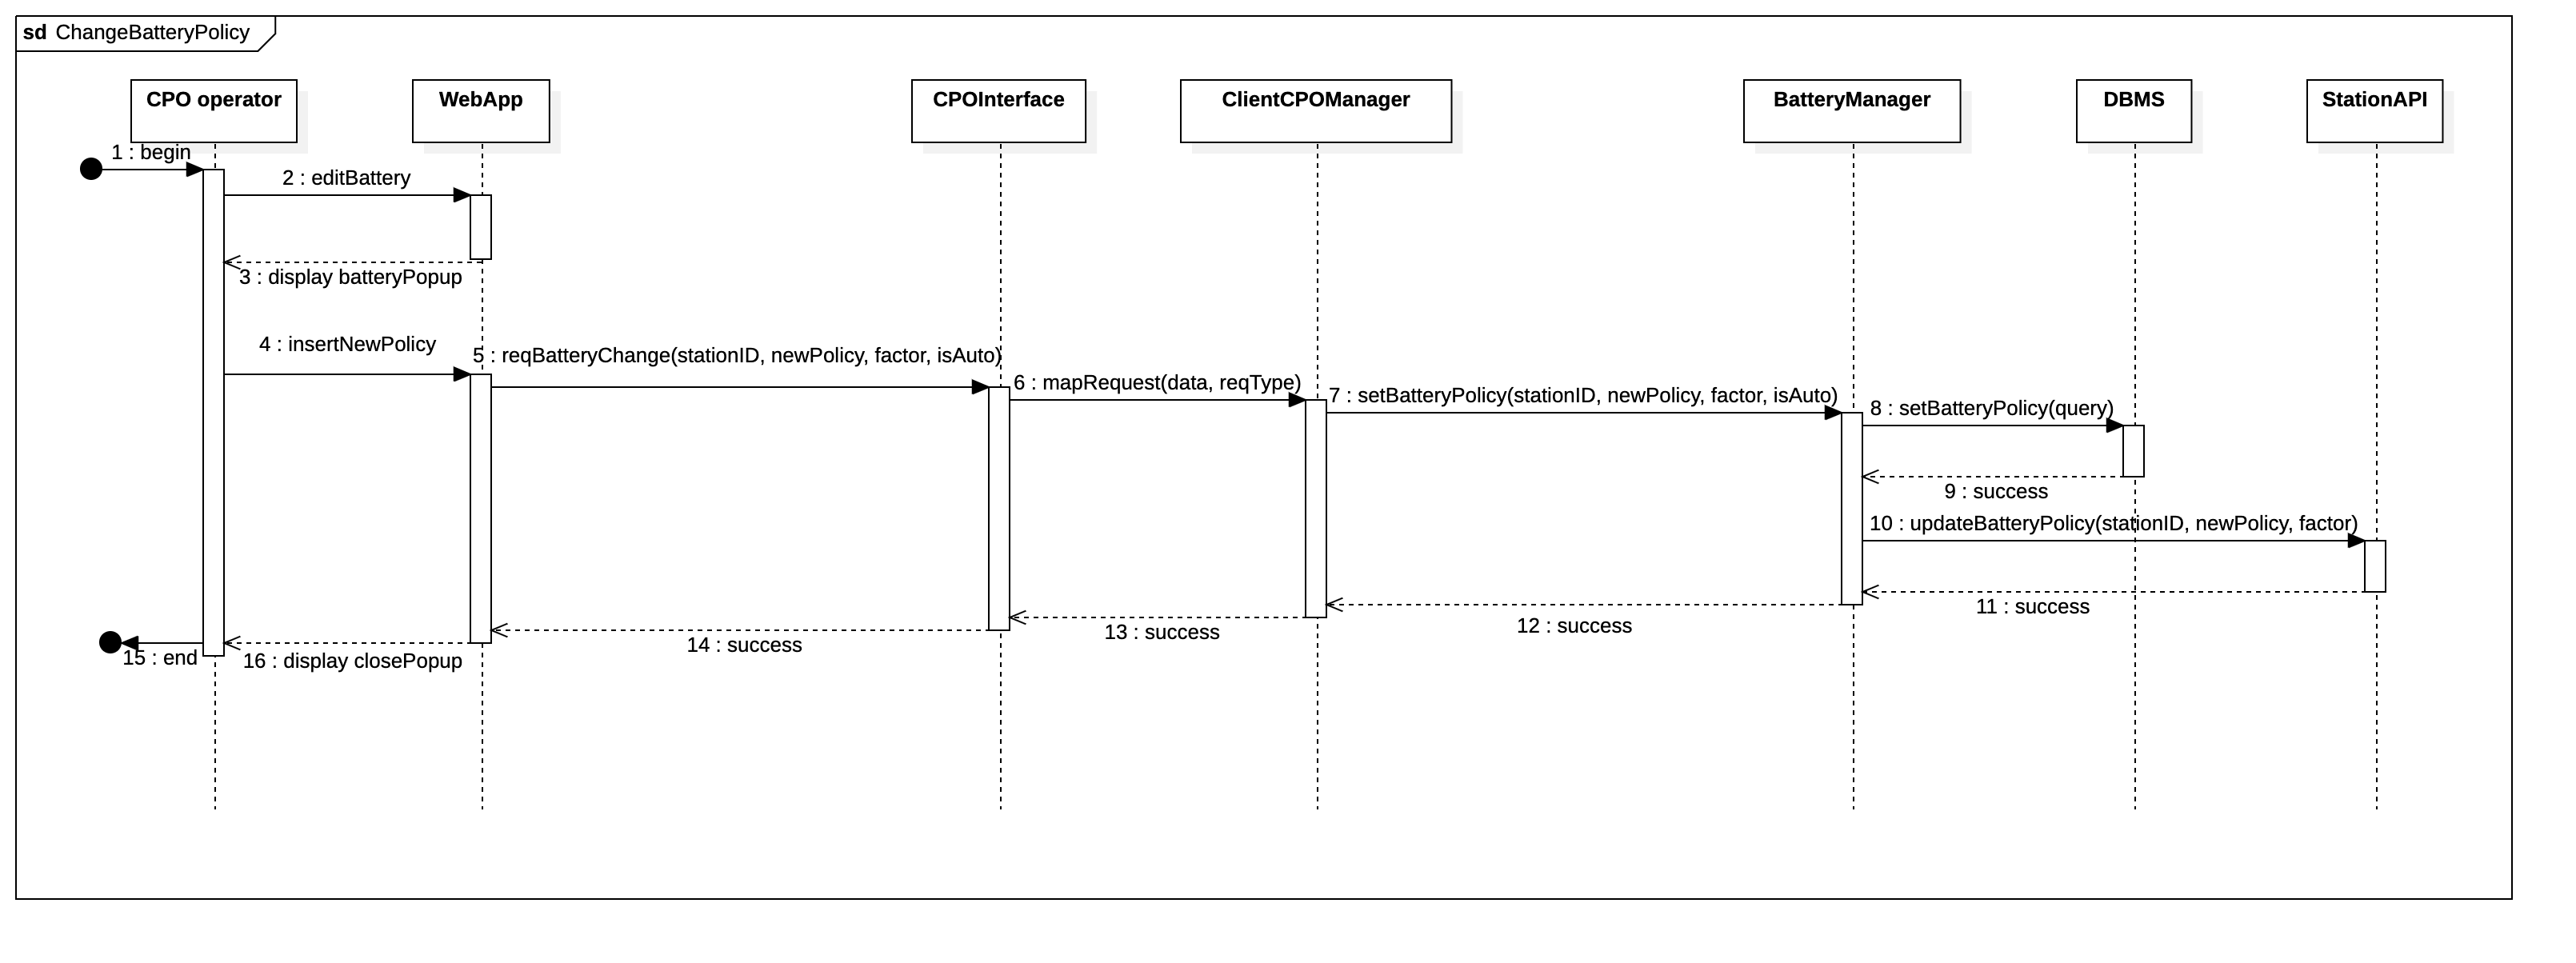 sd ChangeBatteryPolicy
CPO operator
WebApp
CPOInterface
ClientCPOManager
BatteryManager
DBMS
StationAPI
1 : begin
2 : editBattery
3 : display batteryPopup
4 : insertNewPolicy
5 : reqBatteryChange(stationID, newPolicy, factor, isAuto)
6 : mapRequest(data, reqType)
7 : setBatteryPolicy(stationID, newPolicy, factor, isAuto)
8 : setBatteryPolicy(query)
9 : success
10 : updateBatteryPolicy(stationID, newPolicy, factor)
11 : success
12 : success
13 : success
14 : success
15 : end
16 : display closePopup